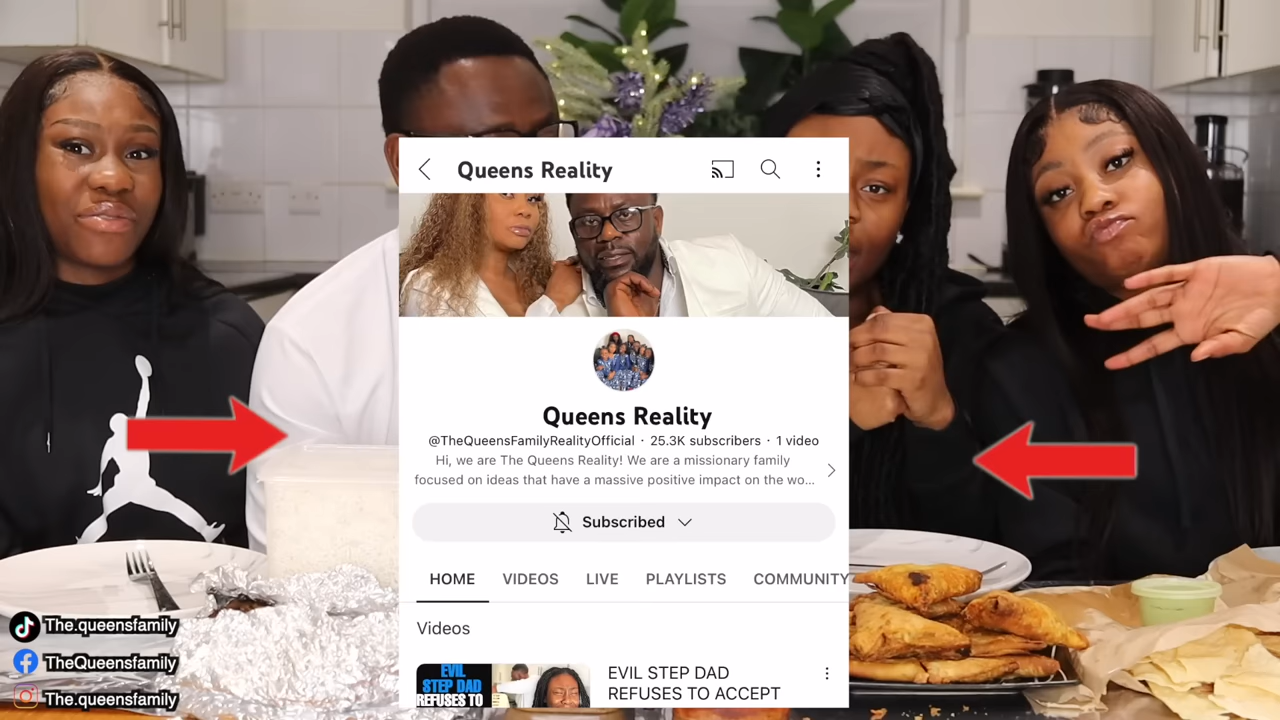 Queens Reality
Queens Reality
@TheQueensFamilyRealityOfficial · 25.3K subscribers · 1 video
Hi, we are The Queens Reality! We are a missionary family
focused on ideas that have a massive positive impact on the wo...
Subscribed
HOME VIDEOS LIVE PLAYLISTS COMMUNITY
Videos
EVIL
STEP DAD
REFUSES TO
EVIL STEP DAD
REFUSES TO ACCEPT
The.queensfamily
TheQueensfamily
The.queensfamily